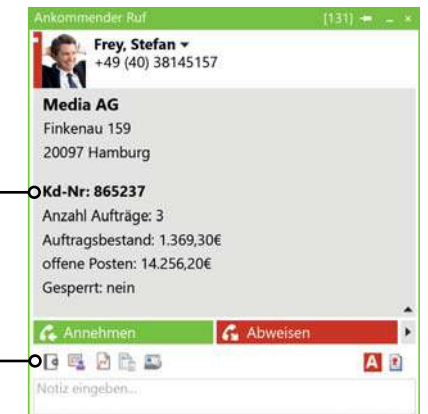 Ankommender Ruf [131]
Frey, Stefan
+49 (40) 38145157
Media AG
Finkenau 159
20097 Hamburg
Kd-Nr: 865237
Anzahl Aufträge: 3
Auftragsbestand: 1.369,30€
offene Posten: 14.256,20€
Gesperrt: nein
Annehmen Abweisen
A
Notiz eingeben...